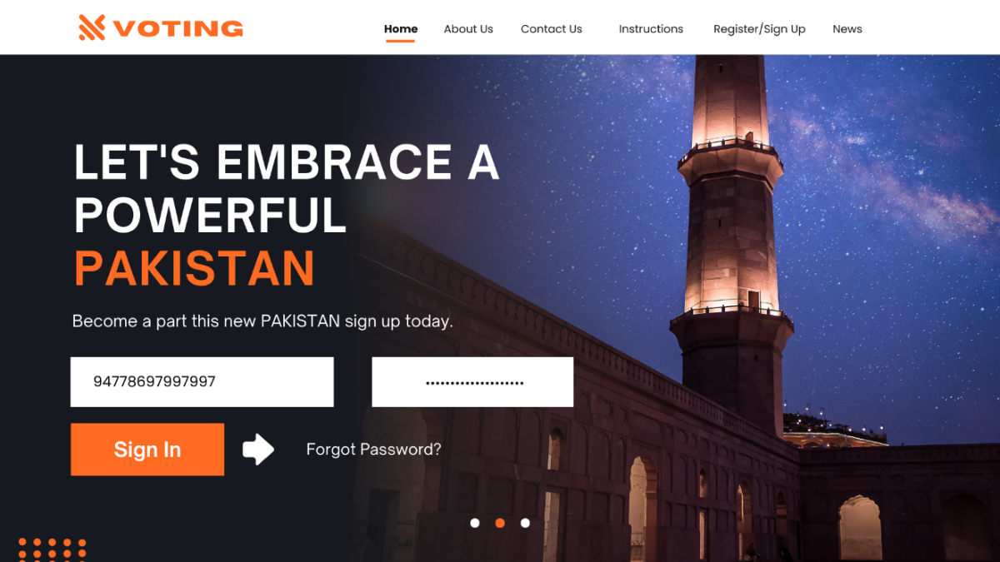 VOTING
Home About Us Contact Us Instructions Register/Sign Up News
LET'S EMBRACE A
POWERFUL
PAKISTAN
Become a part this new PAKISTAN sign up today.
94778697997997
Sign In
Forgot Password?